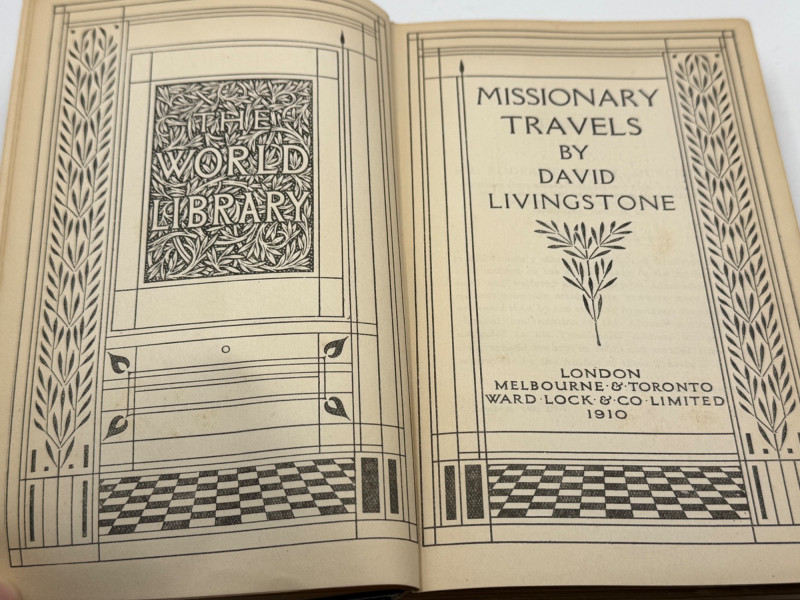 THE
WORLD
LIBRARY
MISSIONARY
TRAVELS
BY
DAVID
LIVINGSTONE
LONDON
MELBOURNE·&·TORONTO
WARD·LOCK·&·CO·LIMITED
1910